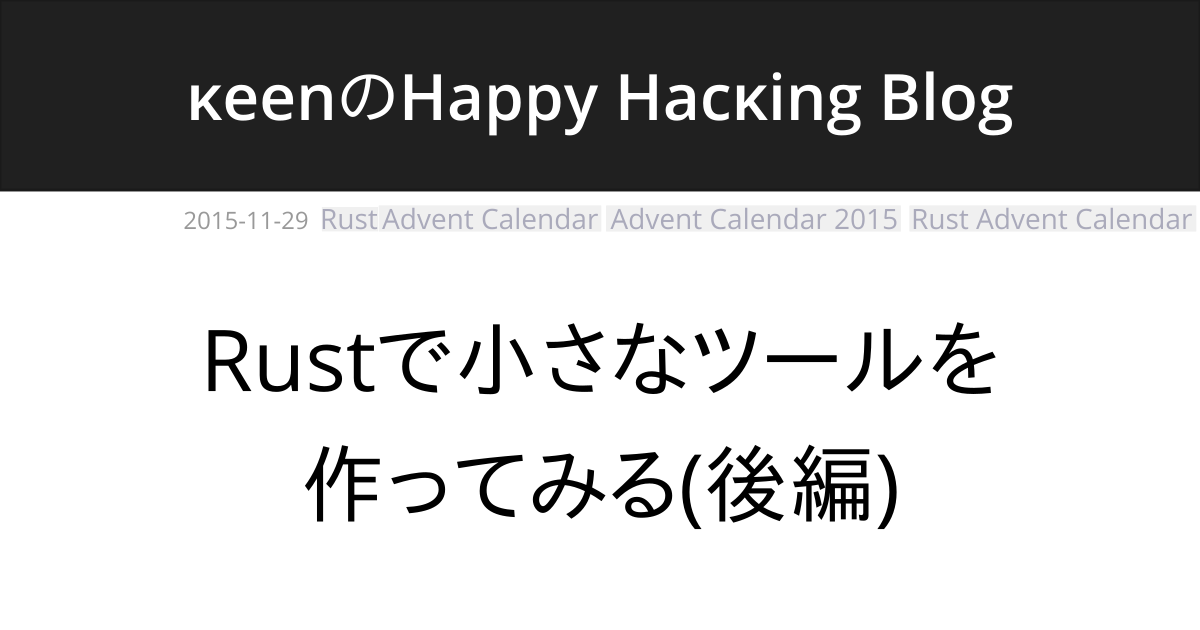 κeenのHappy Hacκing Blog
2015-11-29 Rust Advent Calendar Advent Calendar 2015 Rust Advent Calendar
Rustで小さなツールを
作ってみる(後編)